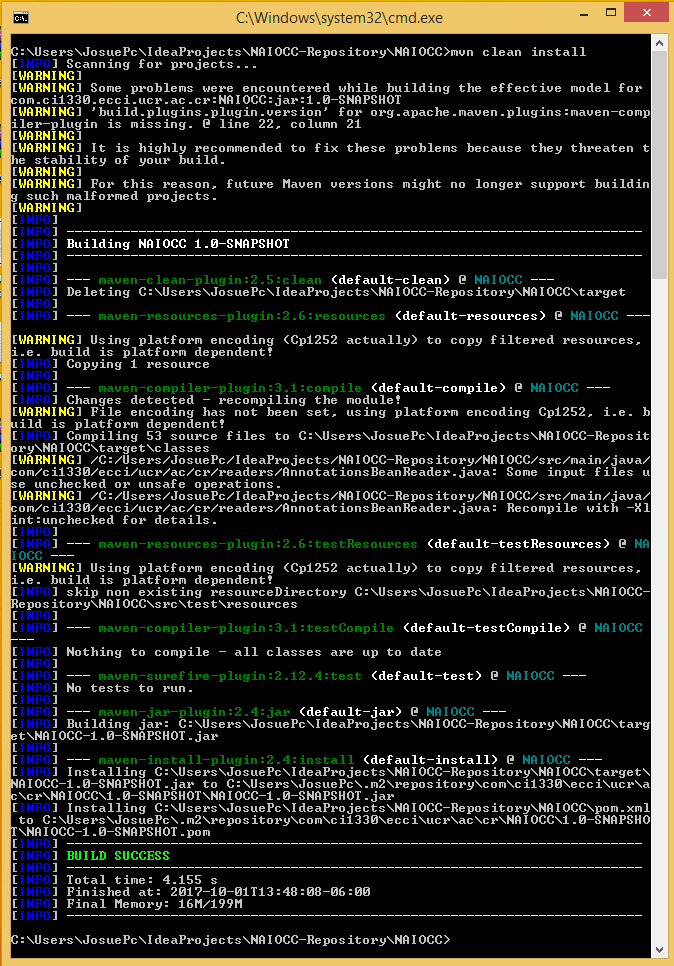 C:\Windows\system32\cmd.exe
C:\Users\JosuePc\IdeaProjects\NAIOCC-Repository\NAIOCC>mvn clean install
[INFO] Scanning for projects...
[WARNING]
[WARNING] Some problems were encountered while building the effective model for
com.ci1330.ecci.ucr.ac.cr:NAIOCC:jar:1.0-SNAPSHOT
[WARNING] 'build.plugins.plugin.version' for org.apache.maven.plugins:maven-comp
iler-plugin is missing. @ line 22, column 21
[WARNING]
[WARNING] It is highly recommended to fix these problems because they threaten t
he stability of your build.
[WARNING]
[WARNING] For this reason, future Maven versions might no longer support buildin
g such malformed projects.
[WARNING]
[INFO]
[INFO] ------------------------------------------------------------------------
[INFO] Building NAIOCC 1.0-SNAPSHOT
[INFO] ------------------------------------------------------------------------
[INFO]
[INFO] --- maven-clean-plugin:2.5:clean (default-clean) @ NAIOCC ---
[INFO] Deleting C:\Users\JosuePc\IdeaProjects\NAIOCC-Repository\NAIOCC\target
[INFO]
[INFO] --- maven-resources-plugin:2.6:resources (default-resources) @ NAIOCC ---
[WARNING] Using platform encoding (Cp1252 actually) to copy filtered resources,
i.e. build is platform dependent!
[INFO] Copying 1 resource
[INFO]
[INFO] --- maven-compiler-plugin:3.1:compile (default-compile) @ NAIOCC ---
[INFO] Changes detected - recompiling the module!
[WARNING] File encoding has not been set, using platform encoding Cp1252, i.e. b
uild is platform dependent!
[INFO] Compiling 53 source files to C:\Users\JosuePc\IdeaProjects\NAIOCC-Reposit
ory\NAIOCC\target\classes
[WARNING] /C:/Users/JosuePc/IdeaProjects/NAIOCC-Repository/NAIOCC/src/main/java/
com/ci1330/ecci/ucr/ac/cr/readers/AnnotationsBeanReader.java: Some input files u
se unchecked or unsafe operations.
[WARNING] /C:/Users/JosuePc/IdeaProjects/NAIOCC-Repository/NAIOCC/src/main/java/
com/ci1330/ecci/ucr/ac/cr/readers/AnnotationsBeanReader.java: Recompile with -Xl
int:unchecked for details.
[INFO]
[INFO] --- maven-resources-plugin:2.6:testResources (default-testResources) @ NA
IOCC ---
[WARNING] Using platform encoding (Cp1252 actually) to copy filtered resources,
i.e. build is platform dependent!
[INFO] skip non existing resourceDirectory C:\Users\JosuePc\IdeaProjects\NAIOCC-
Repository\NAIOCC\src\test\resources
[INFO]
[INFO] --- maven-compiler-plugin:3.1:testCompile (default-testCompile) @ NAIOCC
---
[INFO] Nothing to compile - all classes are up to date
[INFO]
[INFO] --- maven-surefire-plugin:2.12.4:test (default-test) @ NAIOCC ---
[INFO] No tests to run.
[INFO]
[INFO] --- maven-jar-plugin:2.4:jar (default-jar) @ NAIOCC ---
[INFO] Building jar: C:\Users\JosuePc\IdeaProjects\NAIOCC-Repository\NAIOCC\targ
et\NAIOCC-1.0-SNAPSHOT.jar
[INFO]
[INFO] --- maven-install-plugin:2.4:install (default-install) @ NAIOCC ---
[INFO] Installing C:\Users\JosuePc\IdeaProjects\NAIOCC-Repository\NAIOCC\target\
NAIOCC-1.0-SNAPSHOT.jar to C:\Users\JosuePc\.m2\repository\com\ci1330\ecci\ucr\a
c\cr\NAIOCC\1.0-SNAPSHOT\NAIOCC-1.0-SNAPSHOT.jar
[INFO] Installing C:\Users\JosuePc\IdeaProjects\NAIOCC-Repository\NAIOCC\pom.xml
to C:\Users\JosuePc\.m2\repository\com\ci1330\ecci\ucr\ac\cr\NAIOCC\1.0-SNAPSHO
T\NAIOCC-1.0-SNAPSHOT.pom
[INFO] ------------------------------------------------------------------------
[INFO] BUILD SUCCESS
[INFO] ------------------------------------------------------------------------
[INFO] Total time: 4.155 s
[INFO] Finished at: 2017-10-01T13:48:08-06:00
[INFO] Final Memory: 16M/199M
[INFO] ------------------------------------------------------------------------
C:\Users\JosuePc\IdeaProjects\NAIOCC-Repository\NAIOCC>